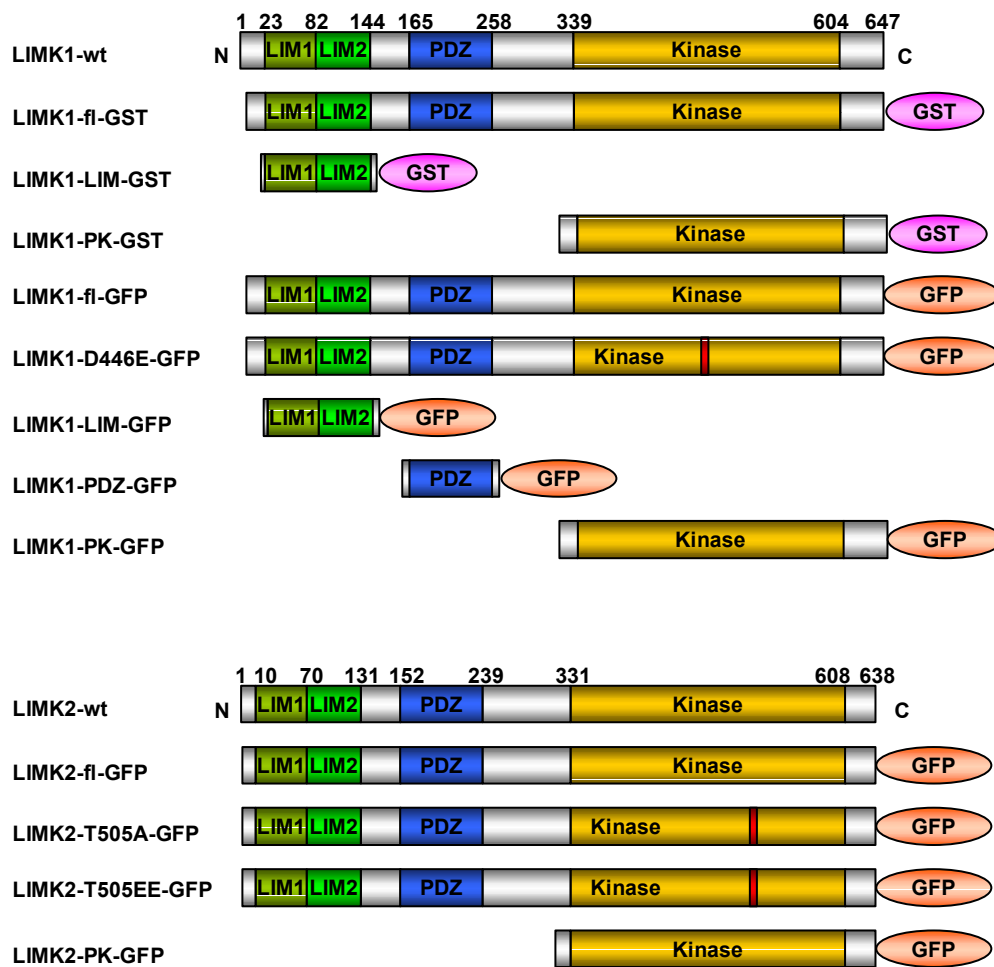 1 23 82 144 165 258 339 604 647
LIMK1-wt N LIM1 LIM2 PDZ Kinase C
LIMK1-fl-GST LIM1 LIM2 PDZ Kinase GST
LIMK1-LIM-GST LIM1 LIM2 GST
LIMK1-PK-GST Kinase GST
LIMK1-fl-GFP LIM1 LIM2 PDZ Kinase GFP
LIMK1-D446E-GFP LIM1 LIM2 PDZ Kinase GFP
LIMK1-LIM-GFP LIM1 LIM2 GFP
LIMK1-PDZ-GFP PDZ GFP
LIMK1-PK-GFP Kinase GFP
1 10 70 131 152 239 331 608 638
LIMK2-wt N LIM1 LIM2 PDZ Kinase C
LIMK2-fl-GFP LIM1 LIM2 PDZ Kinase GFP
LIMK2-T505A-GFP LIM1 LIM2 PDZ Kinase GFP
LIMK2-T505EE-GFP LIM1 LIM2 PDZ Kinase GFP
LIMK2-PK-GFP Kinase GFP